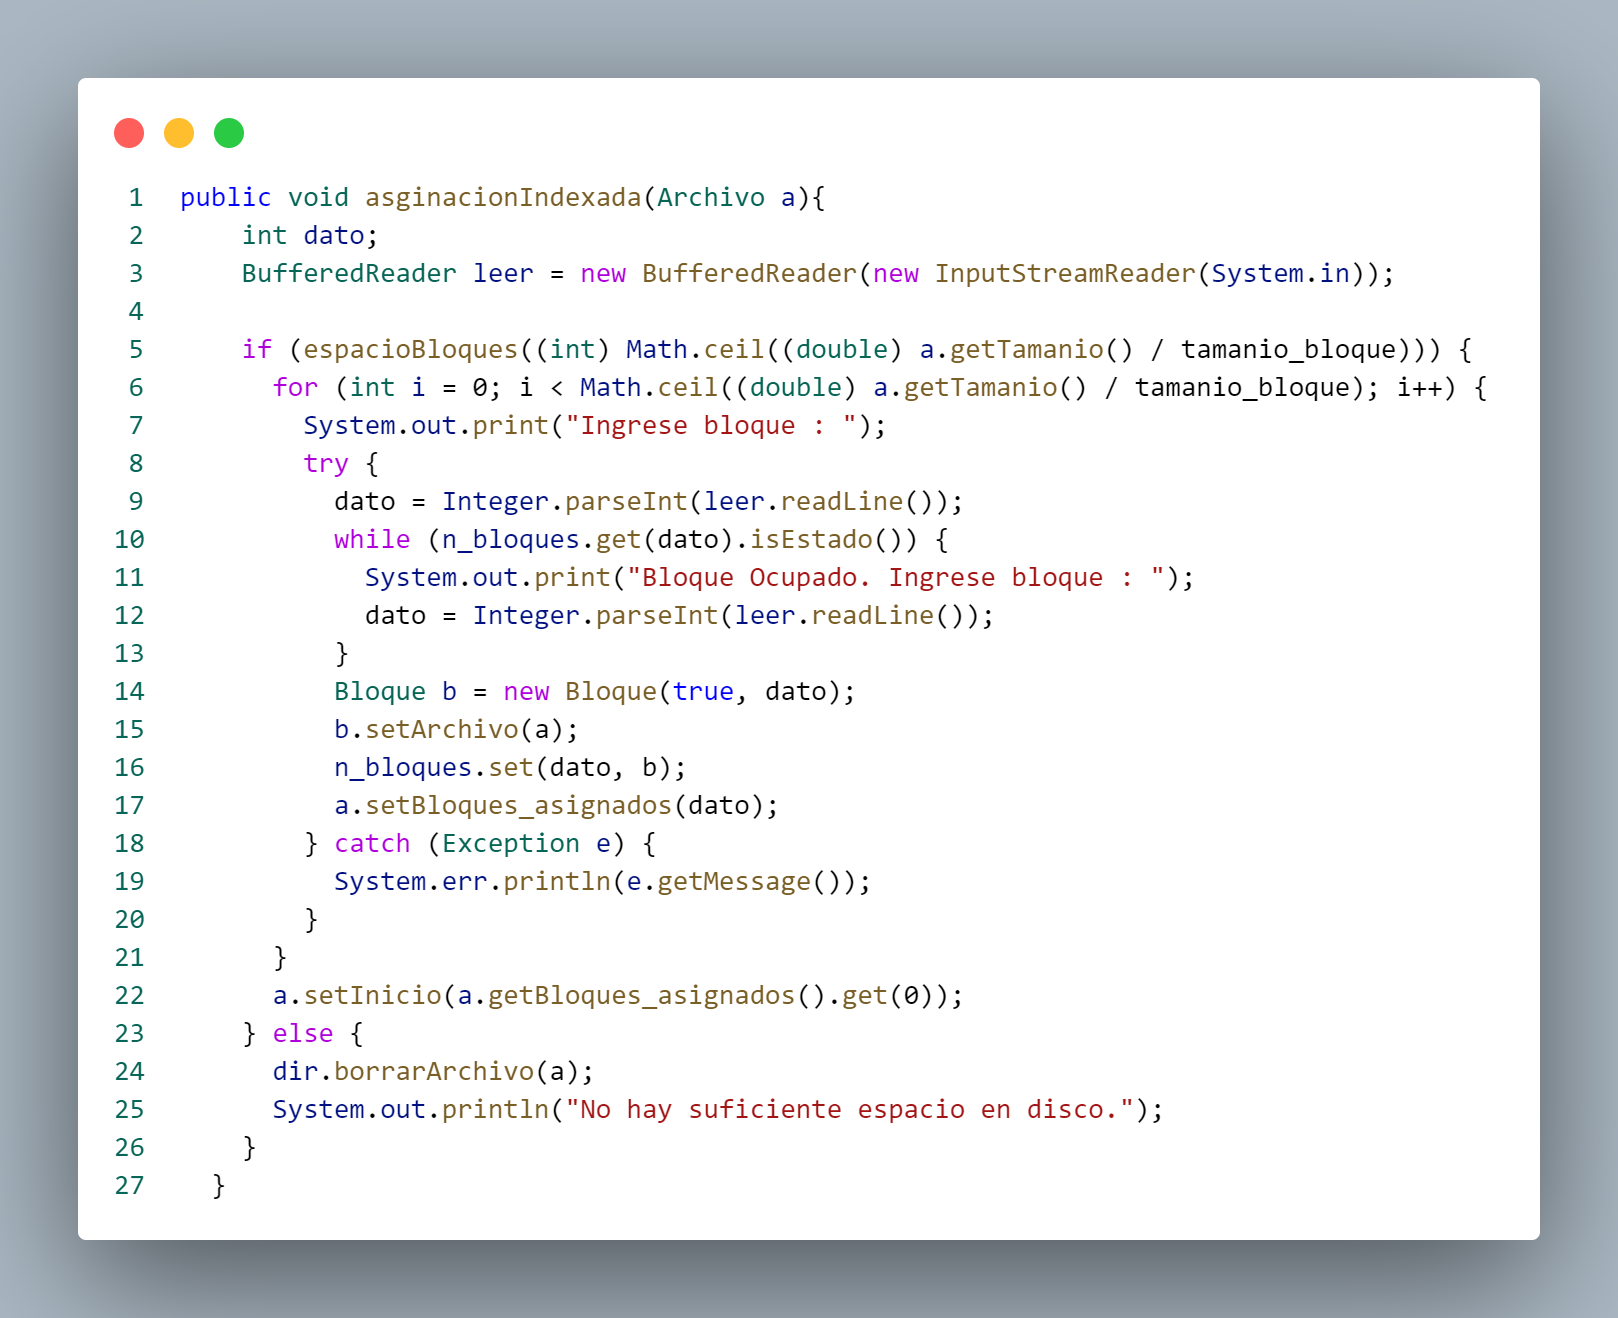 1 public void asginacionIndexada(Archivo a){
2     int dato;
3     BufferedReader leer = new BufferedReader(new InputStreamReader(System.in));
4
5     if (espacioBloques((int) Math.ceil((double) a.getTamanio() / tamanio_bloque))) {
6       for (int i = 0; i < Math.ceil((double) a.getTamanio() / tamanio_bloque); i++) {
7         System.out.print("Ingrese bloque : ");
8         try {
9           dato = Integer.parseInt(leer.readLine());
10           while (n_bloques.get(dato).isEstado()) {
11             System.out.print("Bloque Ocupado. Ingrese bloque : ");
12             dato = Integer.parseInt(leer.readLine());
13           }
14           Bloque b = new Bloque(true, dato);
15           b.setArchivo(a);
16           n_bloques.set(dato, b);
17           a.setBloques_asignados(dato);
18         } catch (Exception e) {
19           System.err.println(e.getMessage());
20         }
21       }
22       a.setInicio(a.getBloques_asignados().get(0));
23     } else {
24       dir.borrarArchivo(a);
25       System.out.println("No hay suficiente espacio en disco.");
26     }
27   }